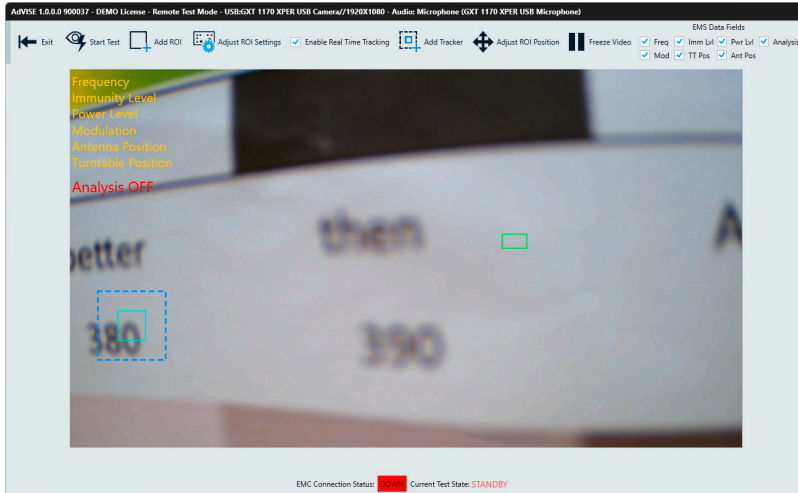 AdVISE 1.0.0.0 900037 - DEMO License - Remote Test Mode - USB:GXT 1170 XPER USB Camera//1920X1080 - Audio: Microphone (GXT 1170 XPER USB Microphone)
EMS Data Fields
Exit Start Test Add ROI Adjust ROI Settings Enable Real Time Tracking Add Tracker Adjust ROI Position Freeze Video Freq Imm Lvl Pwr Lvl Analysis
Mod TT Pos Ant Pos
Frequency
Immunity Level
Power Level
Modulation
Antenna Position
Turntable Position
Analysis OFF
better then A
380 390
EMC Connection Status: DOWN Current Test State: STANDBY